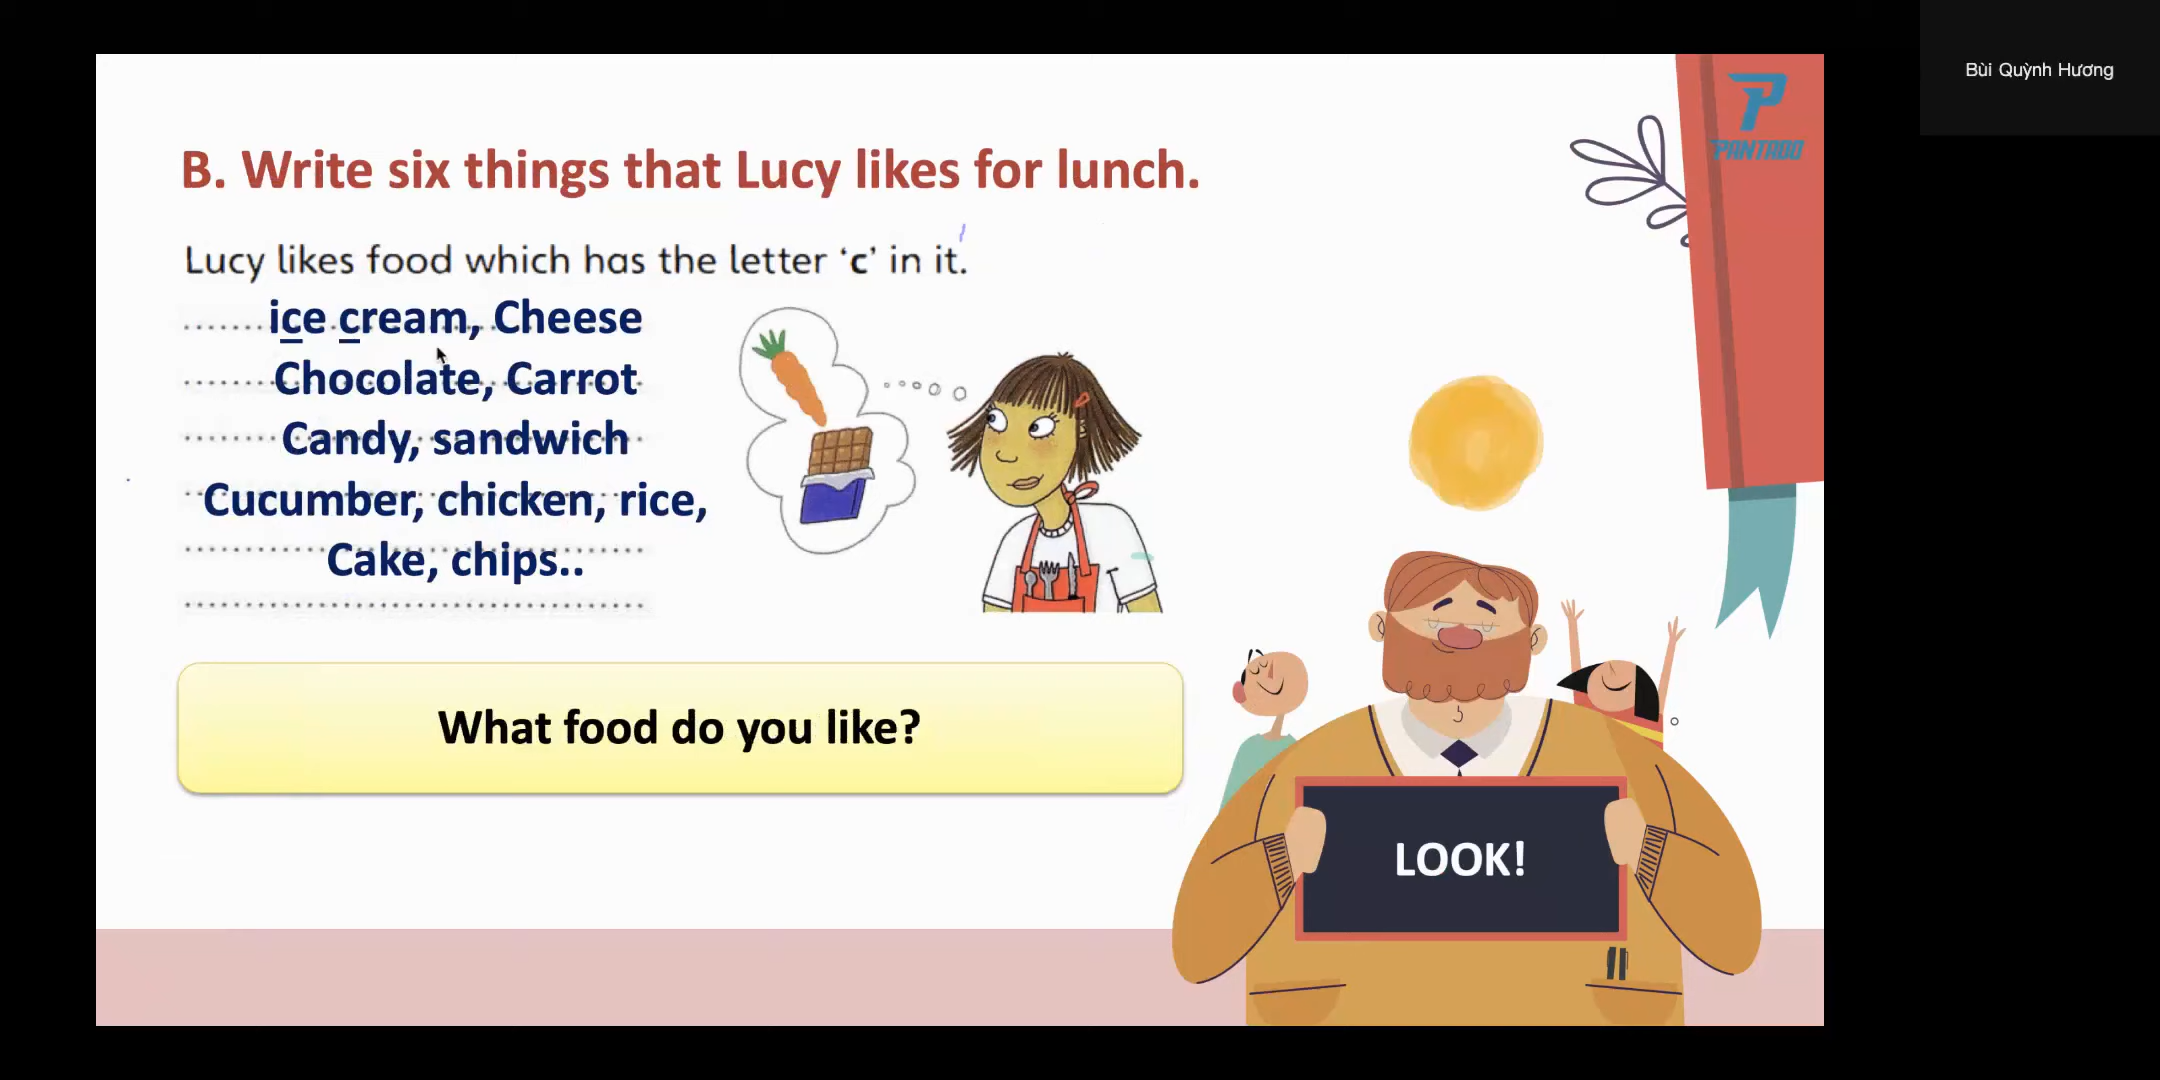 Bùi Quỳnh Hương
PANTADO
B. Write six things that Lucy likes for lunch.
Lucy likes food which has the letter ‘c’ in it.
ice cream, Cheese
Chocolate, Carrot
Candy, sandwich
Cucumber, chicken, rice,
Cake, chips..
What food do you like?
LOOK!